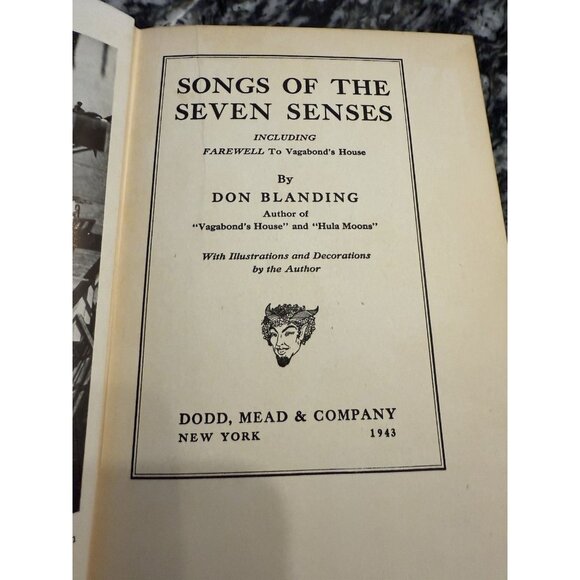 SONGS OF THE
SEVEN SENSES
INCLUDING
FAREWELL To Vagabond's House
By
DON BLANDING
Author of
"Vagabond's House" and "Hula Moons"
With Illustrations and Decorations
by the Author
DODD, MEAD & COMPANY
NEW YORK 1943